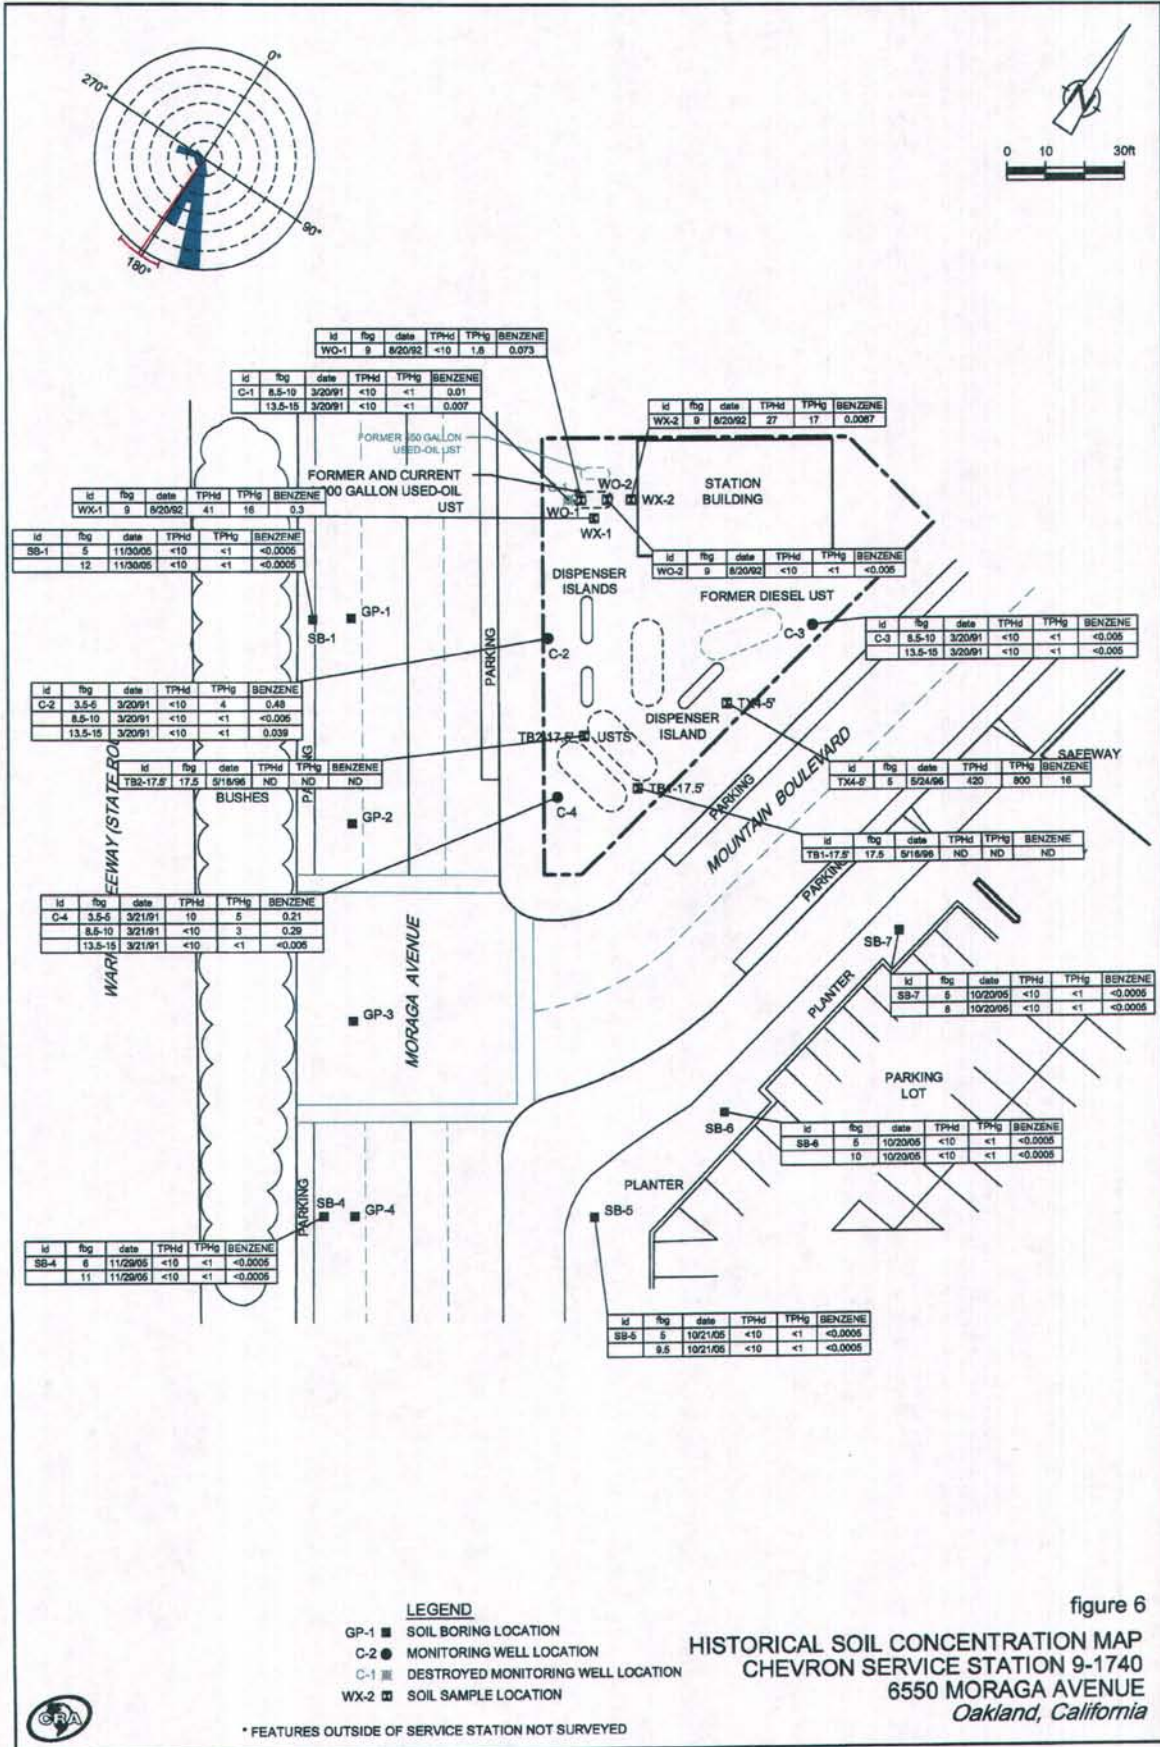 0°
270°
90°
180°
N
0 10 30ft
id fbg date TPHd TPHg BENZENE
WO-1 9 8/20/92 <10 1.8 0.073
id fbg date TPHd TPHg BENZENE
C-1 8.5-10 3/20/91 <10 <1 0.01
13.5-15 3/20/91 <10 <1 0.007
id fbg date TPHd TPHg BENZENE
WX-2 9 8/20/92 27 17 0.0087
USED-OIL UST
FORMER AND CURRENT
GALLON USED-OIL
UST
WO-2
WO-1
WX-2
WX-1
STATION
BUILDING
id fbg date TPHd TPHg BENZENE
WX-1 9 8/20/92 41 16 0.3
id fbg date TPHd TPHg BENZENE
SB-1 5 11/30/05 <10 <1 <0.0005
12 11/30/05 <10 <1 <0.0005
id fbg date TPHd TPHg BENZENE
WO-2 9 8/20/92 <10 <1 <0.005
DISPENSER
ISLANDS
FORMER DIESEL UST
SB-1
GP-1
C-2
C-3
id fbg date TPHd TPHg BENZENE
C-3 8.5-10 3/20/91 <10 <1 <0.005
13.5-15 3/20/91 <10 <1 <0.005
PARKING
id fbg date TPHd TPHg BENZENE
C-2 3.5-5 3/20/91 <10 4 0.48
8.5-10 3/20/91 <10 <1 <0.005
13.5-15 3/20/91 <10 <1 0.039
TX4-5'
DISPENSER
ISLAND
TB2-17.5'
USTS
id fbg date TPHd TPHg BENZENE
TB2-17.5' 17.5 5/16/96 ND ND ND
BUSHES
SAFEWAY
id fbg date TPHd TPHg BENZENE
TX4-5' 5 5/24/96 420 800 16
TB1-17.5'
C-4
GP-2
PARKING
MOUNTAIN BOULEVARD
id fbg date TPHd TPHg BENZENE
TB1-17.5' 17.5 5/16/96 ND ND ND
PARKING
id fbg date TPHd TPHg BENZENE
C-4 3.5-5 3/21/91 10 5 0.21
8.5-10 3/21/91 <10 3 0.29
13.5-15 3/21/91 <10 <1 <0.005
MORAGA AVENUE
GP-3
SB-7
id fbg date TPHd TPHg BENZENE
SB-7 5 10/20/05 <10 <1 <0.0005
8 10/20/05 <10 <1 <0.0005
PLANTER
PARKING
LOT
SB-6
id fbg date TPHd TPHg BENZENE
SB-6 5 10/20/05 <10 <1 <0.0005
10 10/20/05 <10 <1 <0.0005
PLANTER
PARKING
SB-4
GP-4
SB-5
id fbg date TPHd TPHg BENZENE
SB-4 6 11/29/05 <10 <1 <0.0005
11 11/29/05 <10 <1 <0.0005
id fbg date TPHd TPHg BENZENE
SB-5 5 10/21/05 <10 <1 <0.0005
9.5 10/21/05 <10 <1 <0.0005
LEGEND
GP-1 SOIL BORING LOCATION
C-2 MONITORING WELL LOCATION
C-1 DESTROYED MONITORING WELL LOCATION
WX-2 SOIL SAMPLE LOCATION
* FEATURES OUTSIDE OF SERVICE STATION NOT SURVEYED
CRA
figure 6
HISTORICAL SOIL CONCENTRATION MAP
CHEVRON SERVICE STATION 9-1740
6550 MORAGA AVENUE
Oakland, California